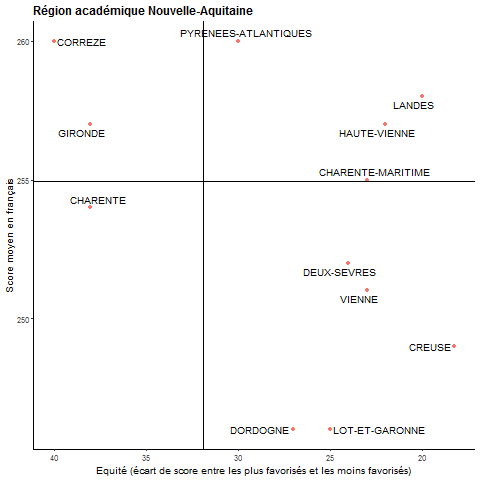 Région académique Nouvelle-Aquitaine
PYRENEES-ATLANTIQUES
260
CORREZE
LANDES
GIRONDE
HAUTE-VIENNE
CHARENTE-MARITIME
255
CHARENTE
Score moyen en français
DEUX-SEVRES
VIENNE
250
CREUSE
DORDOGNE
LOT-ET-GARONNE
40 35 30 25 20
Equité (écart de score entre les plus favorisés et les moins favorisés)